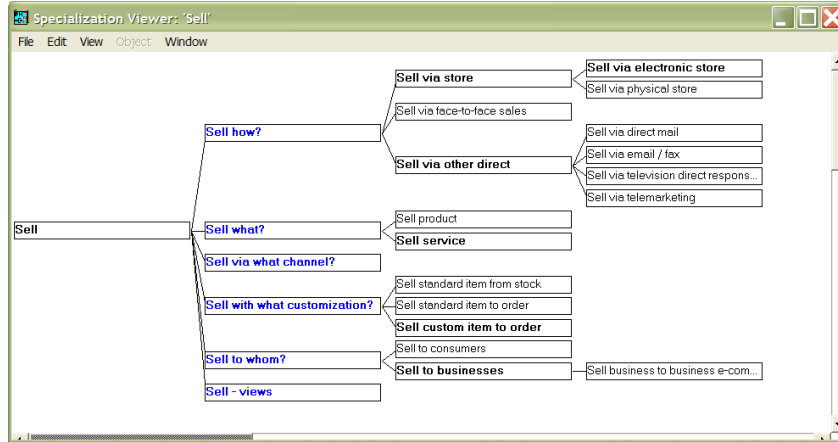 Specialization Viewer: 'Sell'
File Edit View Object Window
Sell
Sell how?
Sell via store
Sell via electronic store
Sell via physical store
Sell via face-to-face sales
Sell via other direct
Sell via direct mail
Sell via email / fax
Sell via television direct respons...
Sell via telemarketing
Sell what?
Sell product
Sell service
Sell via what channel?
Sell with what customization?
Sell standard item from stock
Sell standard item to order
Sell custom item to order
Sell to whom?
Sell to consumers
Sell to businesses
Sell business to business e-com...
Sell - views